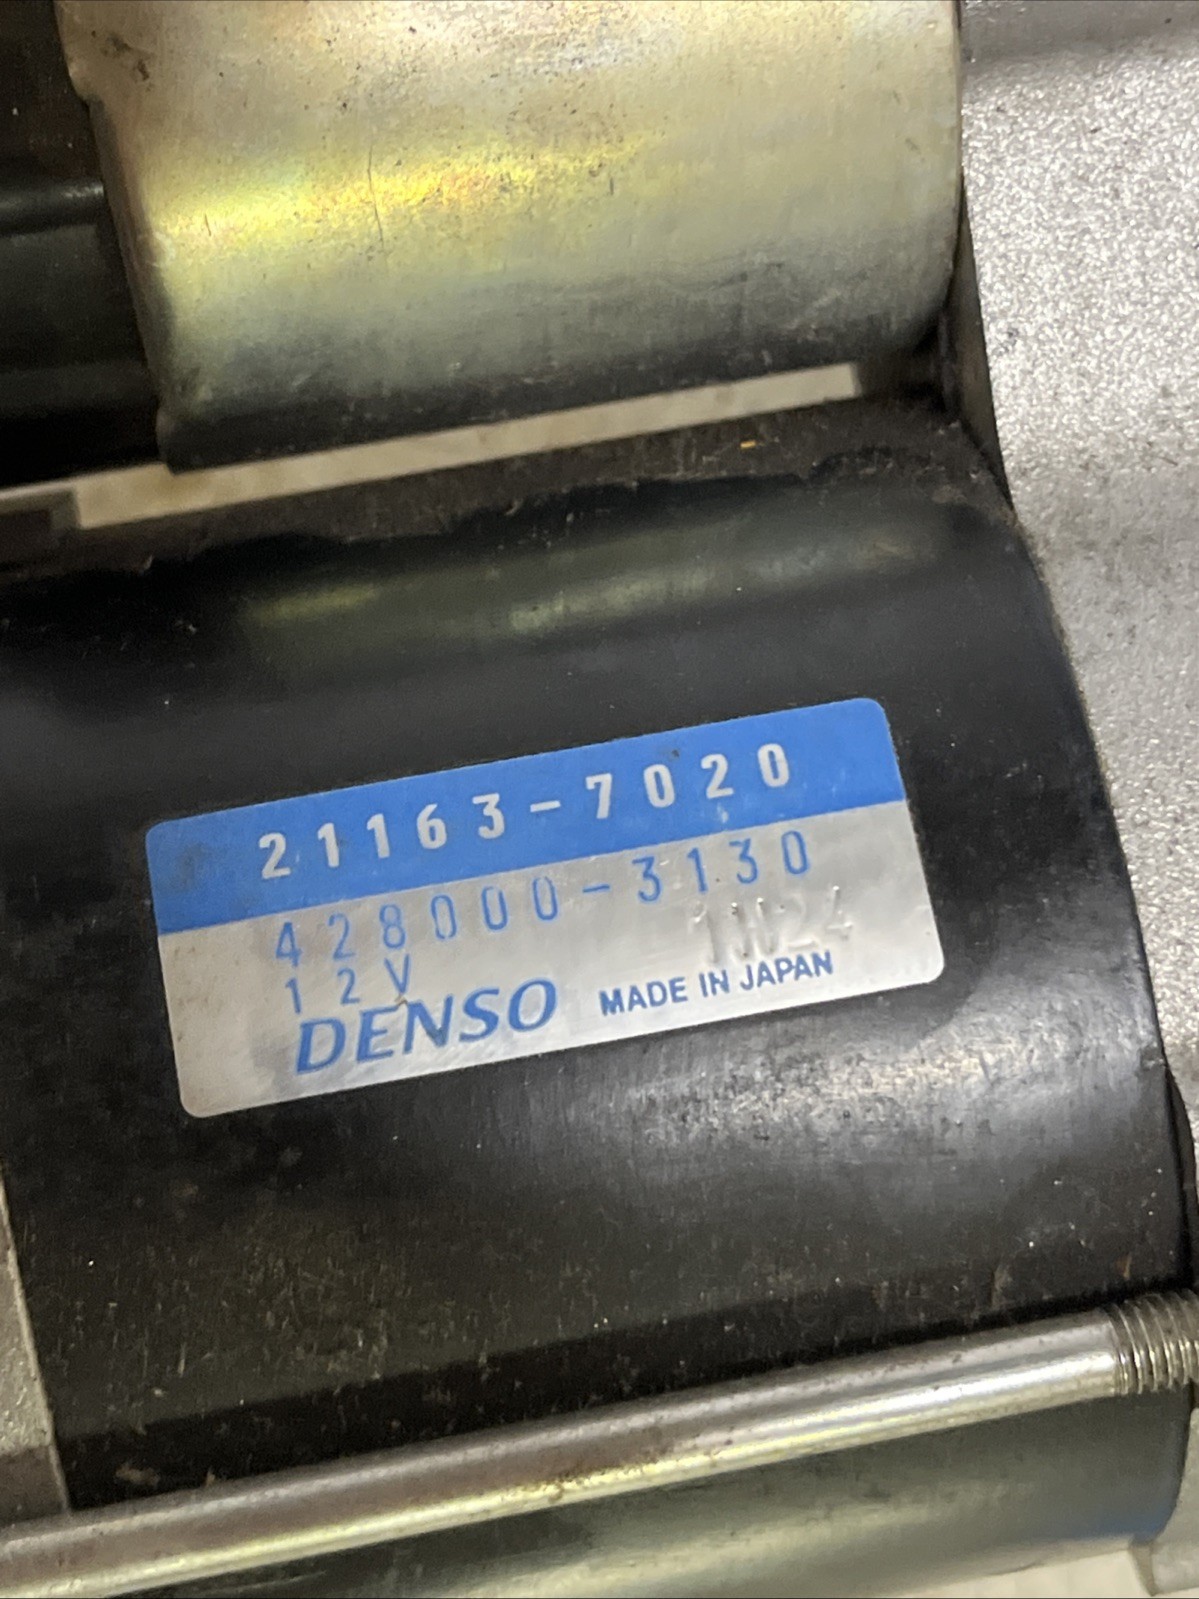 21163-7020
428000-3130
12V
DENSO MADE IN JAPAN